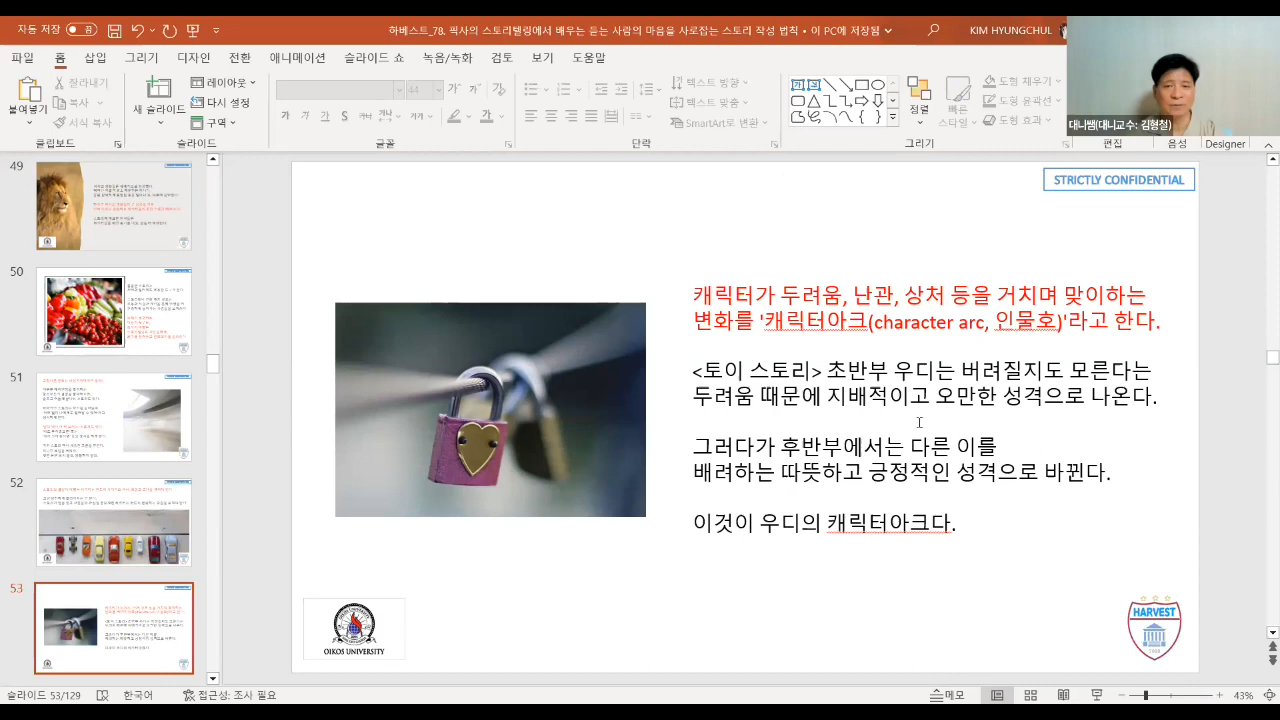 자동 저장
하베스트_78. 픽사의 스토리텔링에서 배우는 듣는 사람의 마음을 사로잡는 스토리 작성 법칙 • 이 PC에 저장됨
KIM HYUNGCHUL
파일 홈 삽입 그리기 디자인 전환 애니메이션 슬라이드 쇼 녹음/녹화 검토 보기 도움말
붙여넣기
잘라내기
복사
서식 복사
클립보드
새 슬라이드
레이아웃
다시 설정
구역
슬라이드
44
글꼴
텍스트 방향
텍스트 맞춤
SmartArt로 변환
단락
정렬
빠른
스타일
도형 채우기
도형 윤곽선
도형 효과
그리기
편집
음성
Designer
대니쌤(대니교수: 김형철)
49
50
51
52
53
STRICTLY CONFIDENTIAL
캐릭터가 두려움, 난관, 상처 등을 거치며 맞이하는
변화를 '캐릭터아크(character arc, 인물호)'라고 한다.
<토이 스토리> 초반부 우디는 버려질지도 모른다는
두려움 때문에 지배적이고 오만한 성격으로 나온다.
그러다가 후반부에서는 다른 이를
배려하는 따뜻하고 긍정적인 성격으로 바뀐다.
이것이 우디의 캐릭터아크다.
OIKOS UNIVERSITY
HARVEST
슬라이드 53/129
한국어
접근성: 조사 필요
메모
43%